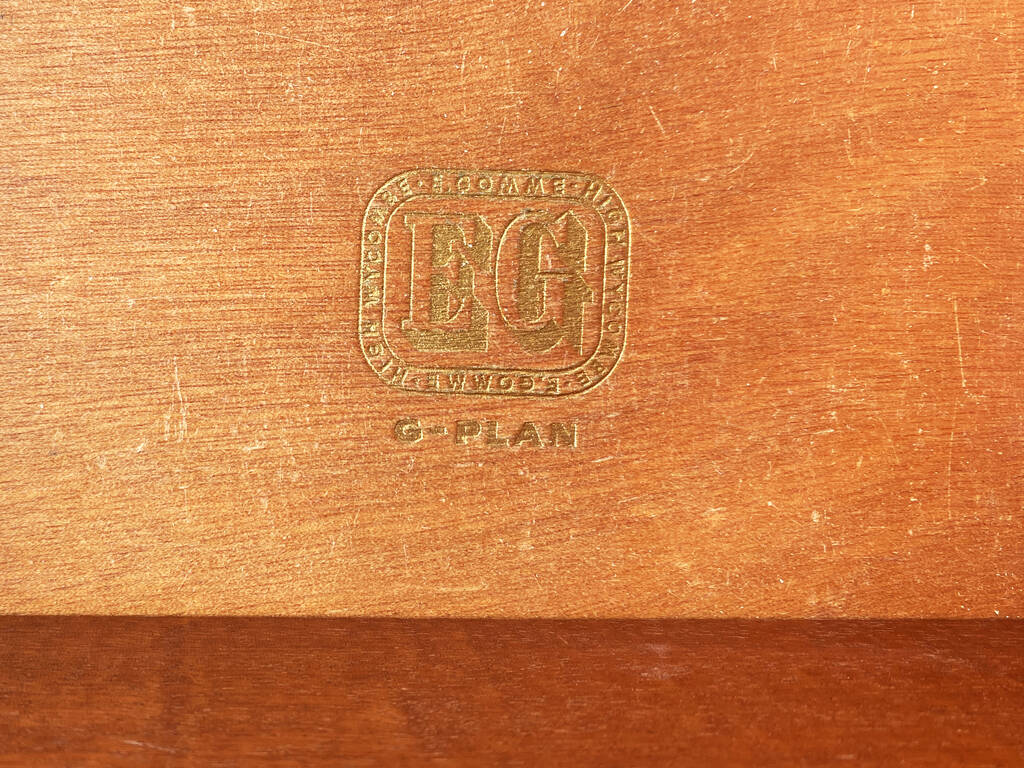 E.GOMME · HIGH WYCOMBE · E.GOMME · HIGH WYCOMBE ·
EG
G-PLAN